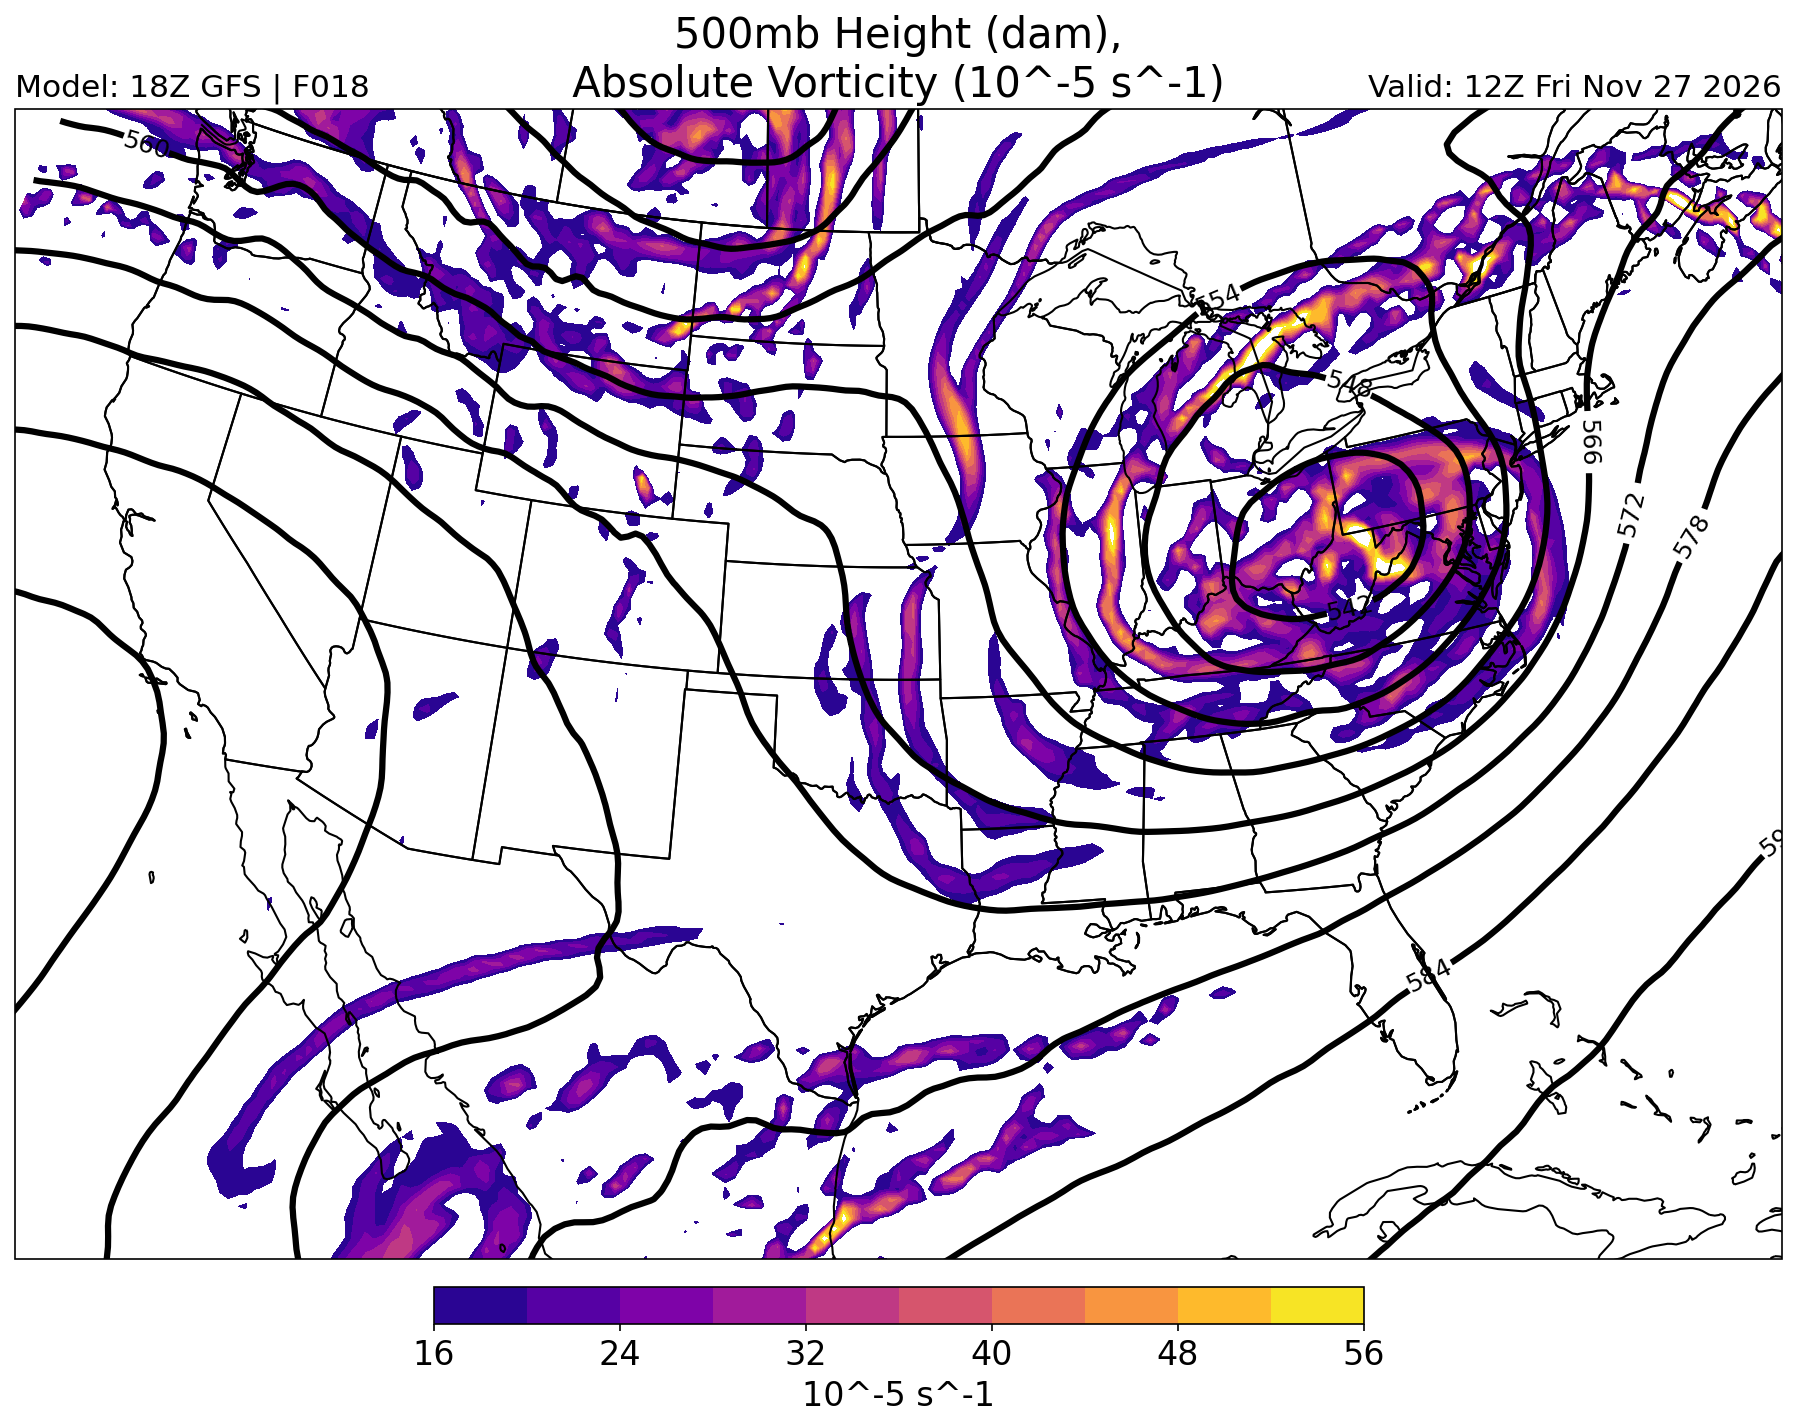 500mb Height (dam),
Absolute Vorticity (10^-5 s^-1)
Model: 18Z GFS | F018
Valid: 12Z Fri Nov 27 2026
560
554
548
566
572
578
542
59
584
16 24 32 40 48 56
10^-5 s^-1